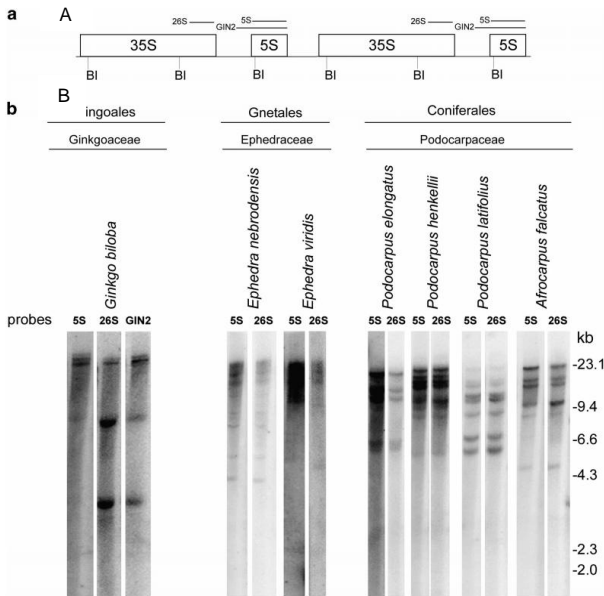 a A
26S 5S 26S 5S
GIN2 GIN2
35S 5S 35S 5S
BI BI BI BI BI BI
b B
ingoales Gnetales Coniferales
Ginkgoaceae Ephedraceae Podocarpaceae
Ginkgo biloba Ephedra nebrodensis Ephedra viridis Podocarpus elongatus Podocarpus henkellii Podocarpus latifolius Afrocarpus falcatus
probes 5S 26S GIN2 5S 26S 5S 26S 5S 26S 5S 26S 5S 26S 5S 26S
kb
-23.1
-9.4
-6.6
-4.3
-2.3
-2.0